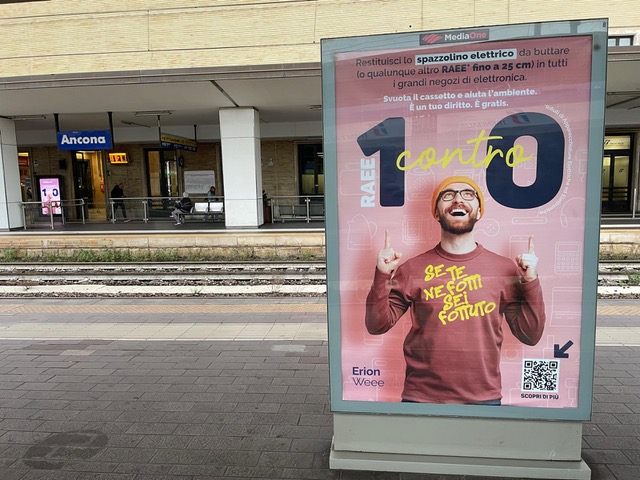 MediaOne
Restituisci lo spazzolino elettrico da buttare
(o qualunque altro RAEE* fino a 25 cm) in tutti
i grandi negozi di elettronica.
Svuota il cassetto e aiuta l'ambiente.
È un tuo diritto. È gratis.
RAEE
1 contro 0
SE TE
NE FOTTI
SEI
FOTTUTO
Erion
Weee
SCOPRI DI PIÙ
Ancona